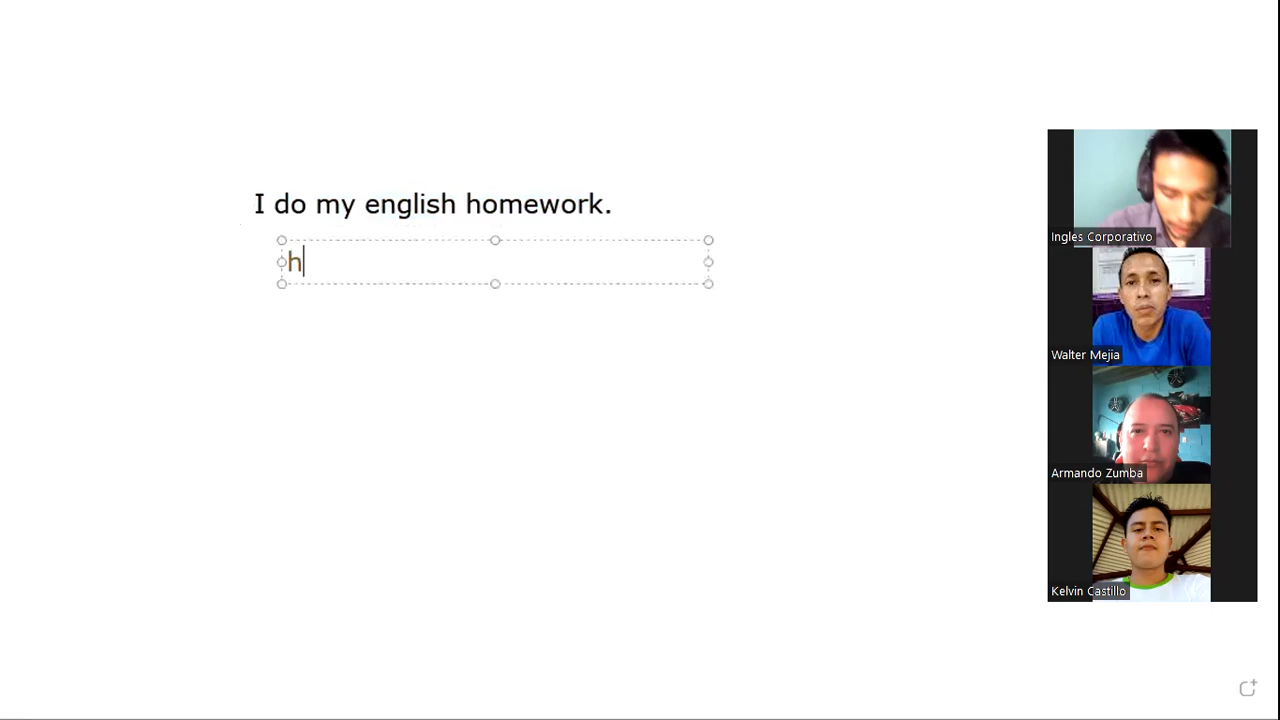 I do my english homework.
h
Ingles Corporativo
Walter Mejia
Armando Zumba
Kelvin Castillo